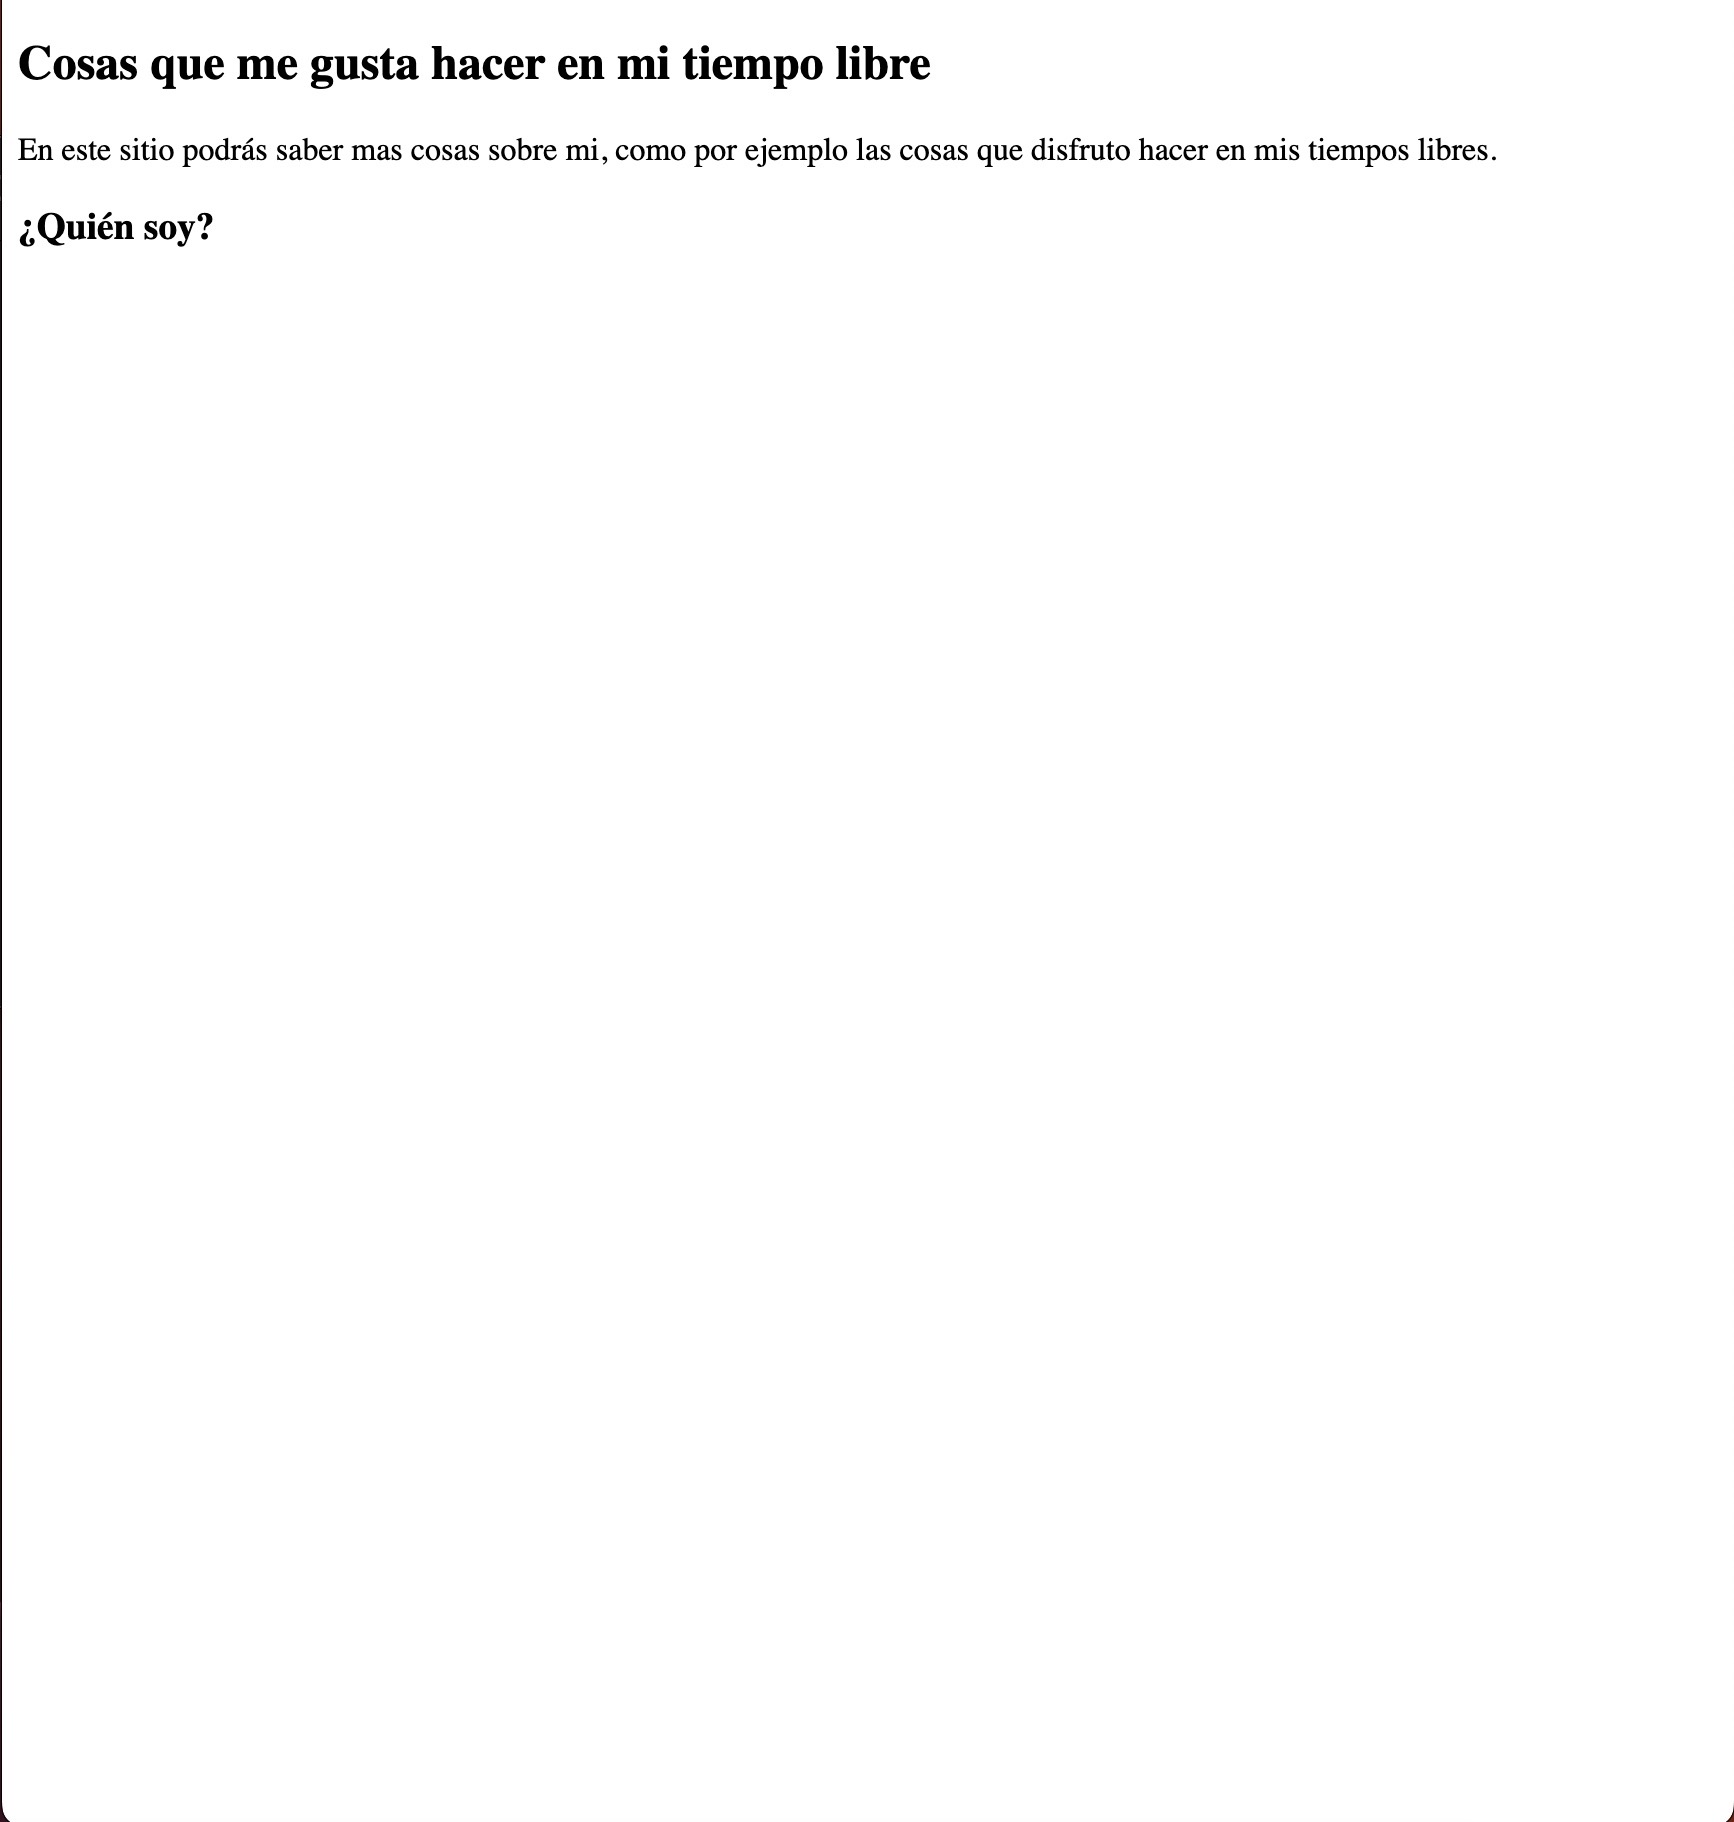 Cosas que me gusta hacer en mi tiempo libre
En este sitio podrás saber mas cosas sobre mi, como por ejemplo las cosas que disfruto hacer en mis tiempos libres.
¿Quién soy?